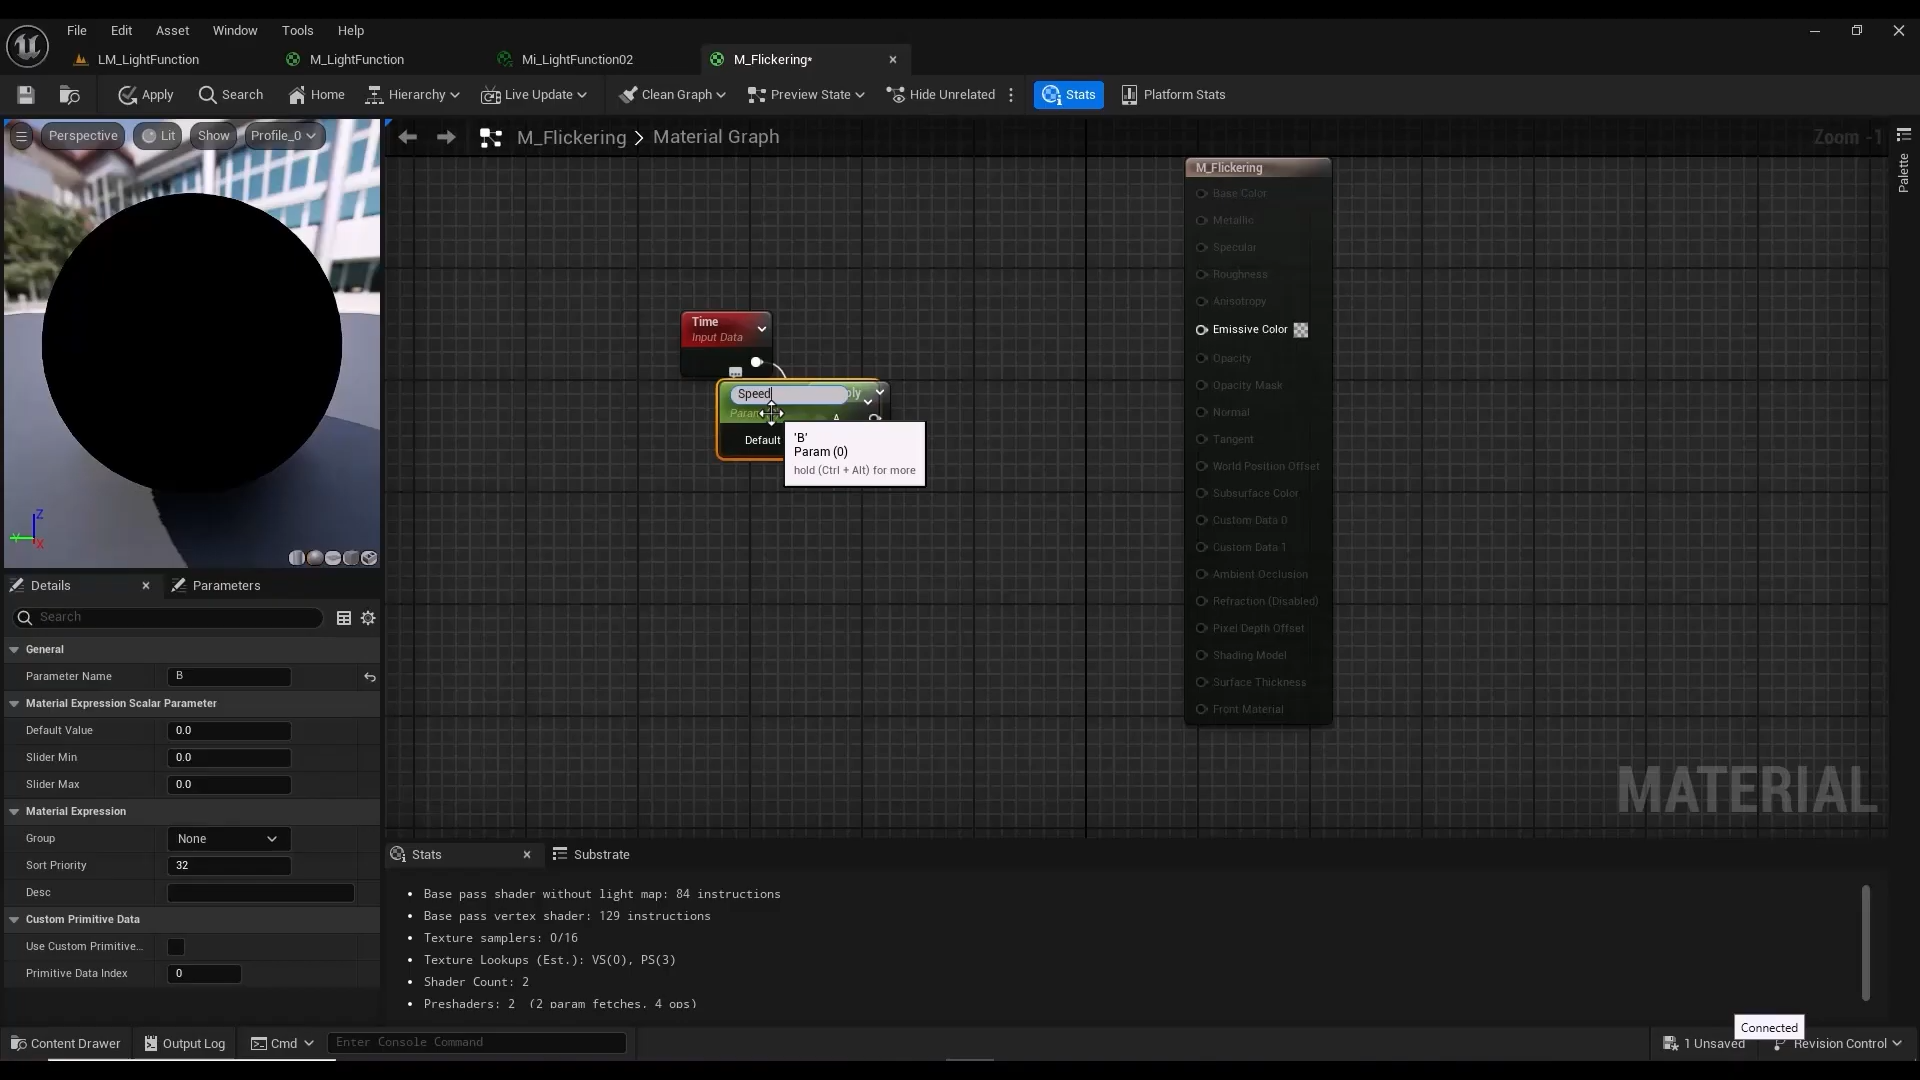 File Edit Asset Window Tools Help
LM_LightFunction M_LightFunction Mi_LightFunction02 M_Flickering*
Apply Search Home Hierarchy Live Update Clean Graph Preview State Hide Unrelated Stats Platform Stats
Perspective Lit Show Profile_0
M_Flickering > Material Graph
Zoom -1
Palette
M_Flickering
Base Color
Metallic
Specular
Roughness
Anisotropy
Emissive Color
Opacity
Opacity Mask
Normal
Tangent
World Position Offset
Subsurface Color
Custom Data 0
Custom Data 1
Ambient Occlusion
Refraction (Disabled)
Pixel Depth Offset
Shading Model
Surface Thickness
Front Material
Time
Input Data
Speed
Param
A
Default
'B'
Param (0)
hold (Ctrl + Alt) for more
MATERIAL
Z
Y
X
Details Parameters
Search
General
Parameter Name B
Material Expression Scalar Parameter
Default Value 0.0
Slider Min 0.0
Slider Max 0.0
Material Expression
Group None
Sort Priority 32
Desc
Custom Primitive Data
Use Custom Primitive...
Primitive Data Index 0
Stats Substrate
• Base pass shader without light map: 84 instructions
• Base pass vertex shader: 129 instructions
• Texture samplers: 0/16
• Texture Lookups (Est.): VS(0), PS(3)
• Shader Count: 2
• Preshaders: 2 (2 param fetches, 4 ops)
Connected
Content Drawer Output Log Cmd Enter Console Command 1 Unsaved Revision Control